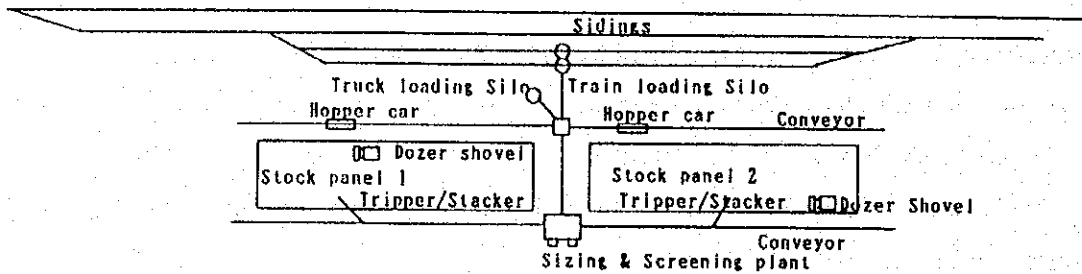 Sidings
Truck loading Silo Train loading Silo
Hopper car Hopper car Conveyor
Dozer shovel
Stock panel 1 Stock panel 2
Tripper/Stacker Tripper/Stacker Dozer Shovel
Conveyor
Sizing & Screening plant